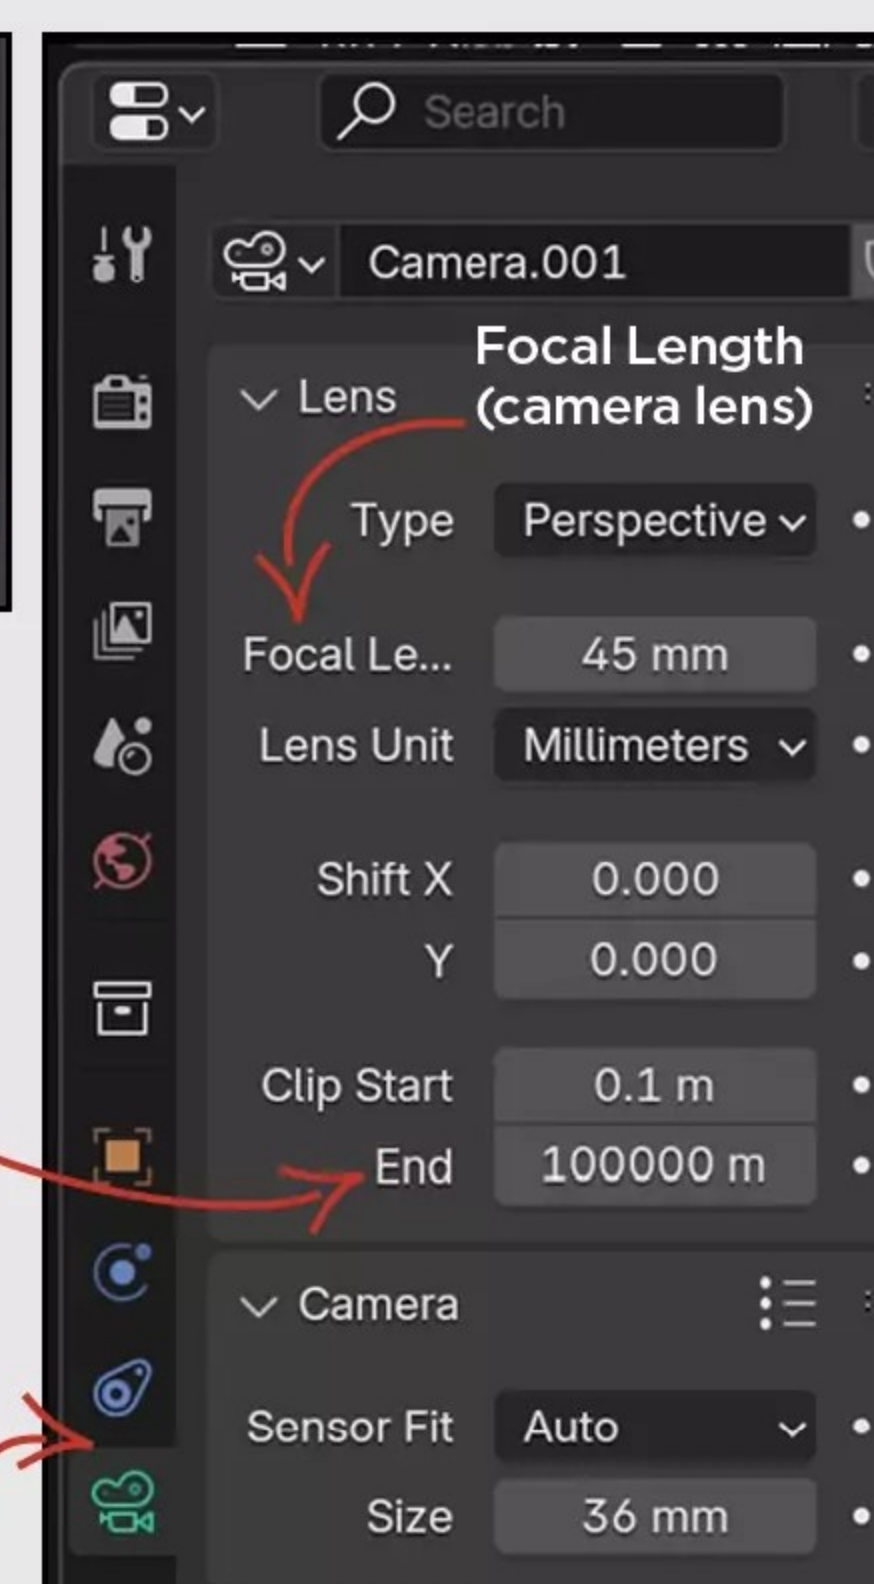 Search
Camera.001
Focal Length
(camera lens)
Lens
Type Perspective
Focal Le... 45 mm
Lens Unit Millimeters
Shift X 0.000
Y 0.000
Clip Start 0.1 m
End 100000 m
Camera
Sensor Fit Auto
Size 36 mm